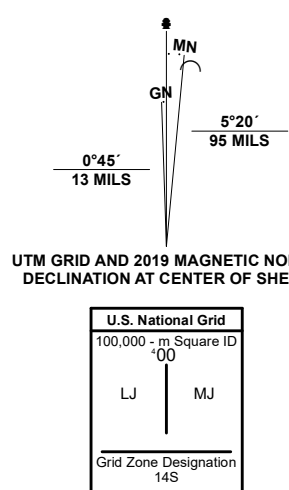 MN
GN
5°20´
95 MILS
0°45´
13 MILS
UTM GRID AND 2019 MAGNETIC NO
DECLINATION AT CENTER OF SHE
U.S. National Grid
100,000 - m Square ID
⁴00
LJ MJ
Grid Zone Designation
14S